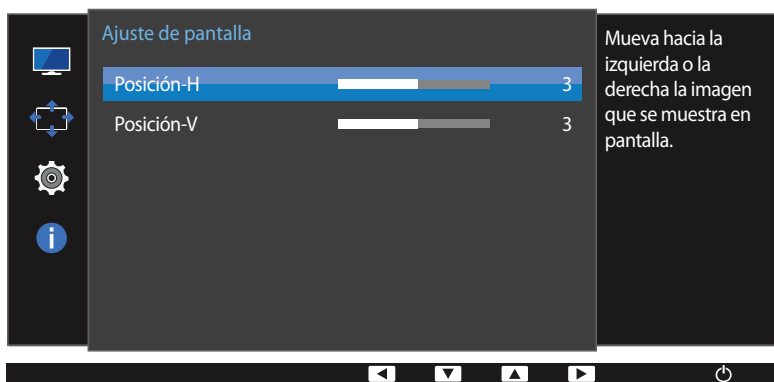 Ajuste de pantalla
Posición-H 3
Posición-V 3
Mueva hacia la
izquierda o la
derecha la imagen
que se muestra en
pantalla.